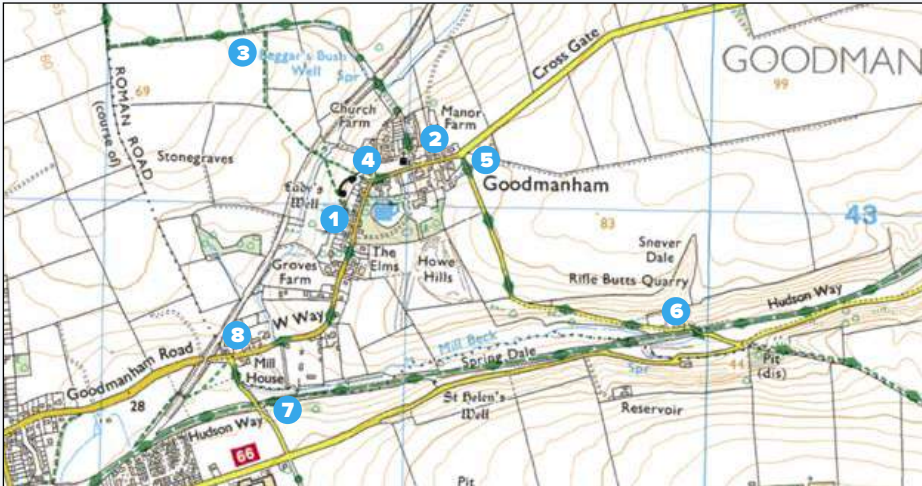 65
60
3
Beggar's Bush
Well
Spr
69
ROMAN ROAD
(course of)
Stonegraves
Church
Farm
Manor
Farm
2
4
5
Cross Gate
GOODMAN
99
Goodmanham
Well
1
83
43
Snever
Dale
Rifle Butts Quarry
The
Elms
Groves
Farm
Howe
Hills
6
Hudson Way
8
W Way
Mill Beck
Spring Dale
Goodmanham Road
Mill
House
28
7
Spr
44
Pit
(dis)
St Helen's
Well
Reservoir
Hudson Way
66
Pit